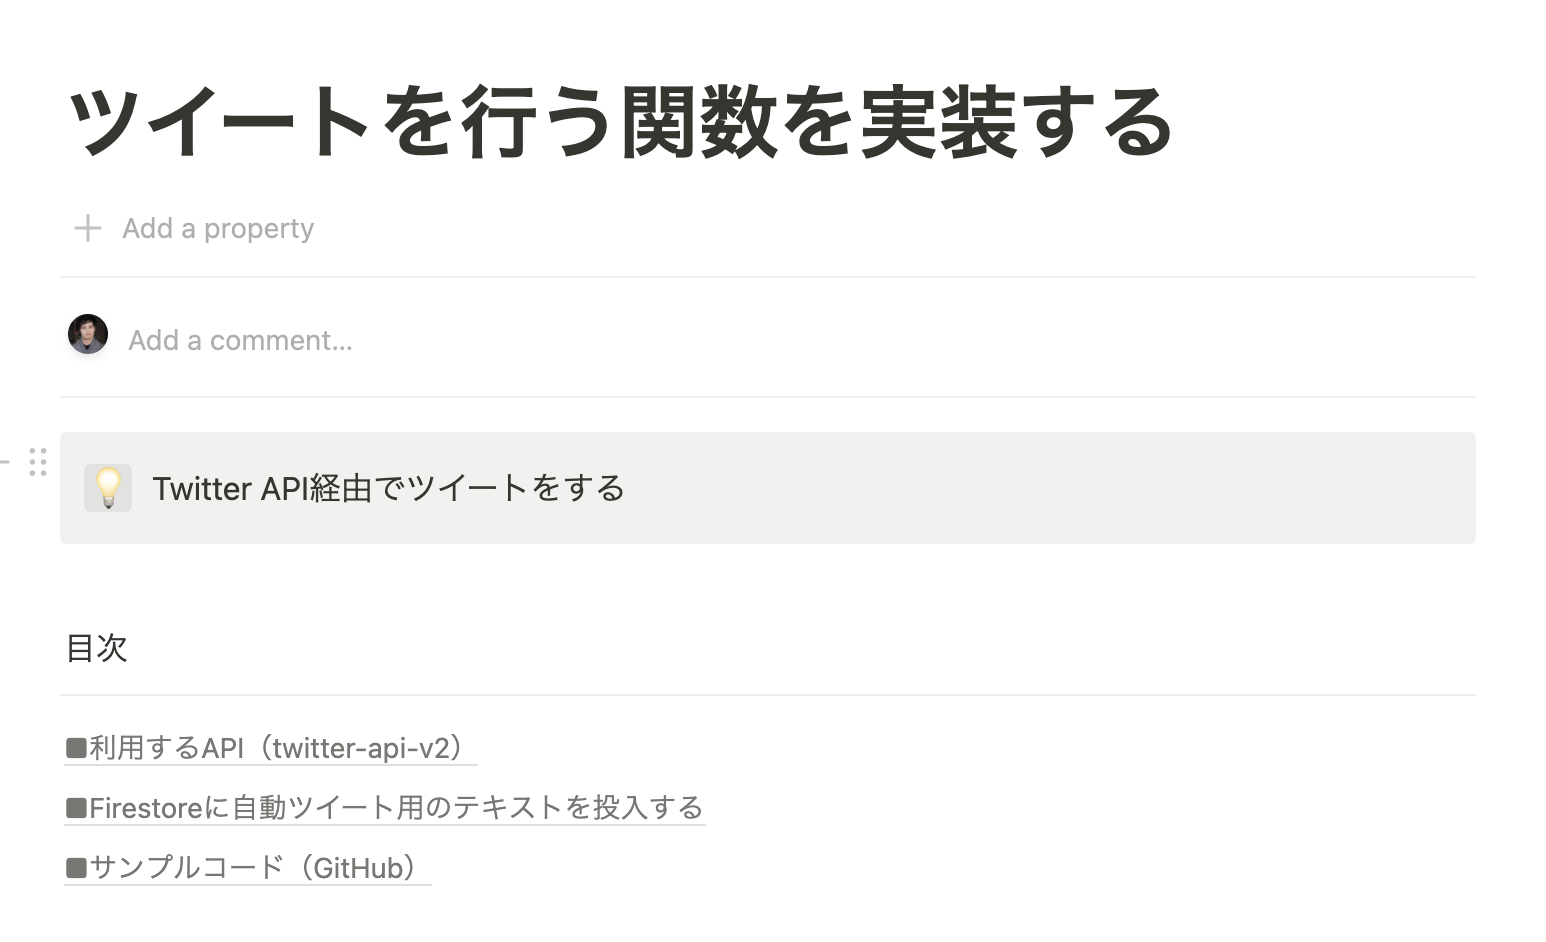 ツイートを行う関数を実装する
Add a property
Add a comment...
Twitter API経由でツイートをする
目次
■利用するAPI（twitter-api-v2）
■Firestoreに自動ツイート用のテキストを投入する
■サンプルコード（GitHub）